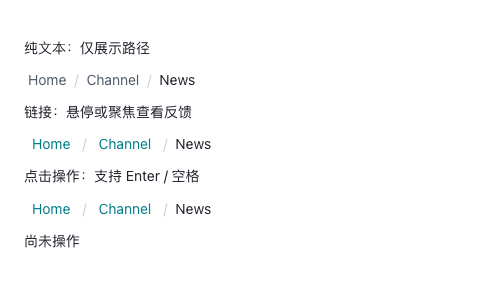 纯文本：仅展示路径
Home / Channel / News
链接：悬停或聚焦查看反馈
Home / Channel / News
点击操作：支持 Enter / 空格
Home / Channel / News
尚未操作